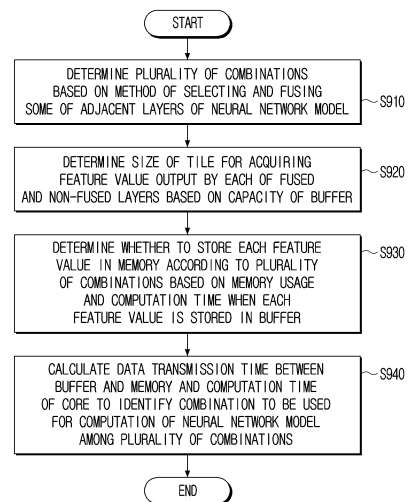 START
DETERMINE PLURALITY OF COMBINATIONS
BASED ON METHOD OF SELECTING AND FUSING
SOME OF ADJACENT LAYERS OF NEURAL NETWORK MODEL
S910
DETERMINE SIZE OF TILE FOR ACQUIRING
FEATURE VALUE OUTPUT BY EACH OF FUSED
AND NON-FUSED LAYERS BASED ON CAPACITY OF BUFFER
S920
DETERMINE WHETHER TO STORE EACH FEATURE
VALUE IN MEMORY ACCORDING TO PLURALITY
OF COMBINATIONS BASED ON MEMORY USAGE
AND COMPUTATION TIME WHEN EACH
FEATURE VALUE IS STORED IN BUFFER
S930
CALCULATE DATA TRANSMISSION TIME BETWEEN
BUFFER AND MEMORY AND COMPUTATION TIME
OF CORE TO IDENTIFY COMBINATION TO BE USED
FOR COMPUTATION OF NEURAL NETWORK MODEL
AMONG PLURALITY OF COMBINATIONS
S940
END